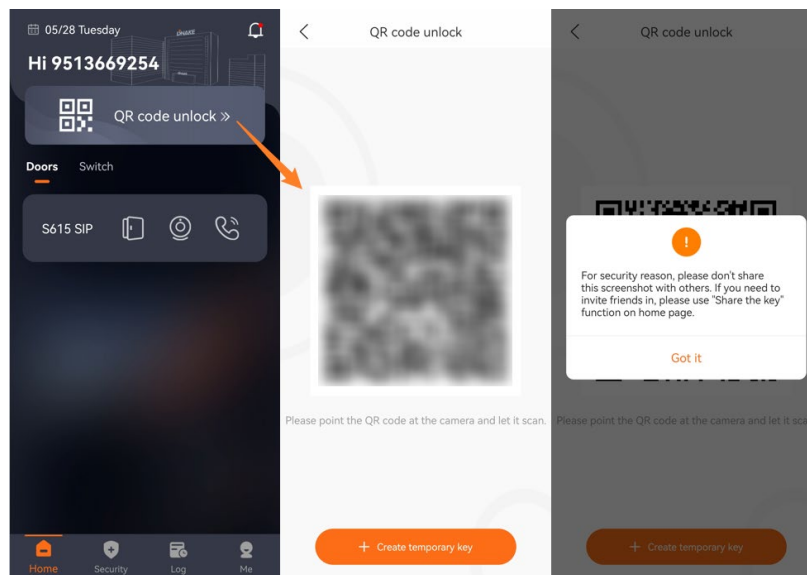 05/28 Tuesday
Hi 9513669254
QR code unlock »
Doors Switch
S615 SIP
Home Security Log Me
QR code unlock
Please point the QR code at the camera and let it scan.
+ Create temporary key
QR code unlock
!
For security reason, please don't share
this screenshot with others. If you need to
invite friends in, please use "Share the key"
function on home page.
Got it
Please point the QR code at the camera and let it sca
+ Create temporary key